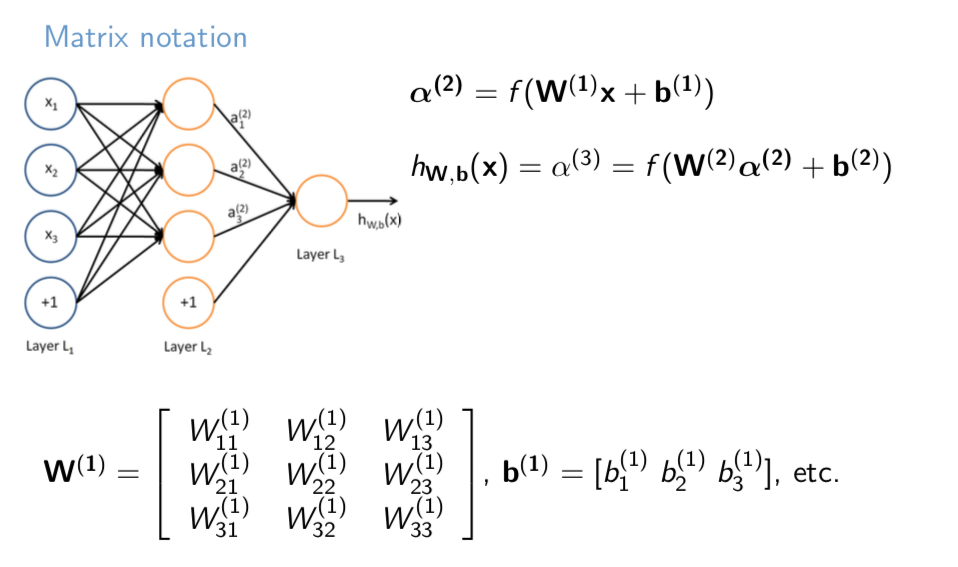 Matrix notation
α⁽²⁾ = f(W⁽¹⁾x + b⁽¹⁾)
h_{W,b}(x) = α⁽³⁾ = f(W⁽²⁾α⁽²⁾ + b⁽²⁾)
x₁
x₂
x₃
+1
+1
a₁⁽²⁾
a₂⁽²⁾
a₃⁽²⁾
h_{W,b}(x)
Layer L₃
Layer L₁
Layer L₂
W⁽¹⁾ = [ W₁₁⁽¹⁾ W₁₂⁽¹⁾ W₁₃⁽¹⁾
W₂₁⁽¹⁾ W₂₂⁽¹⁾ W₂₃⁽¹⁾
W₃₁⁽¹⁾ W₃₂⁽¹⁾ W₃₃⁽¹⁾ ], b⁽¹⁾ = [b₁⁽¹⁾ b₂⁽¹⁾ b₃⁽¹⁾], etc.